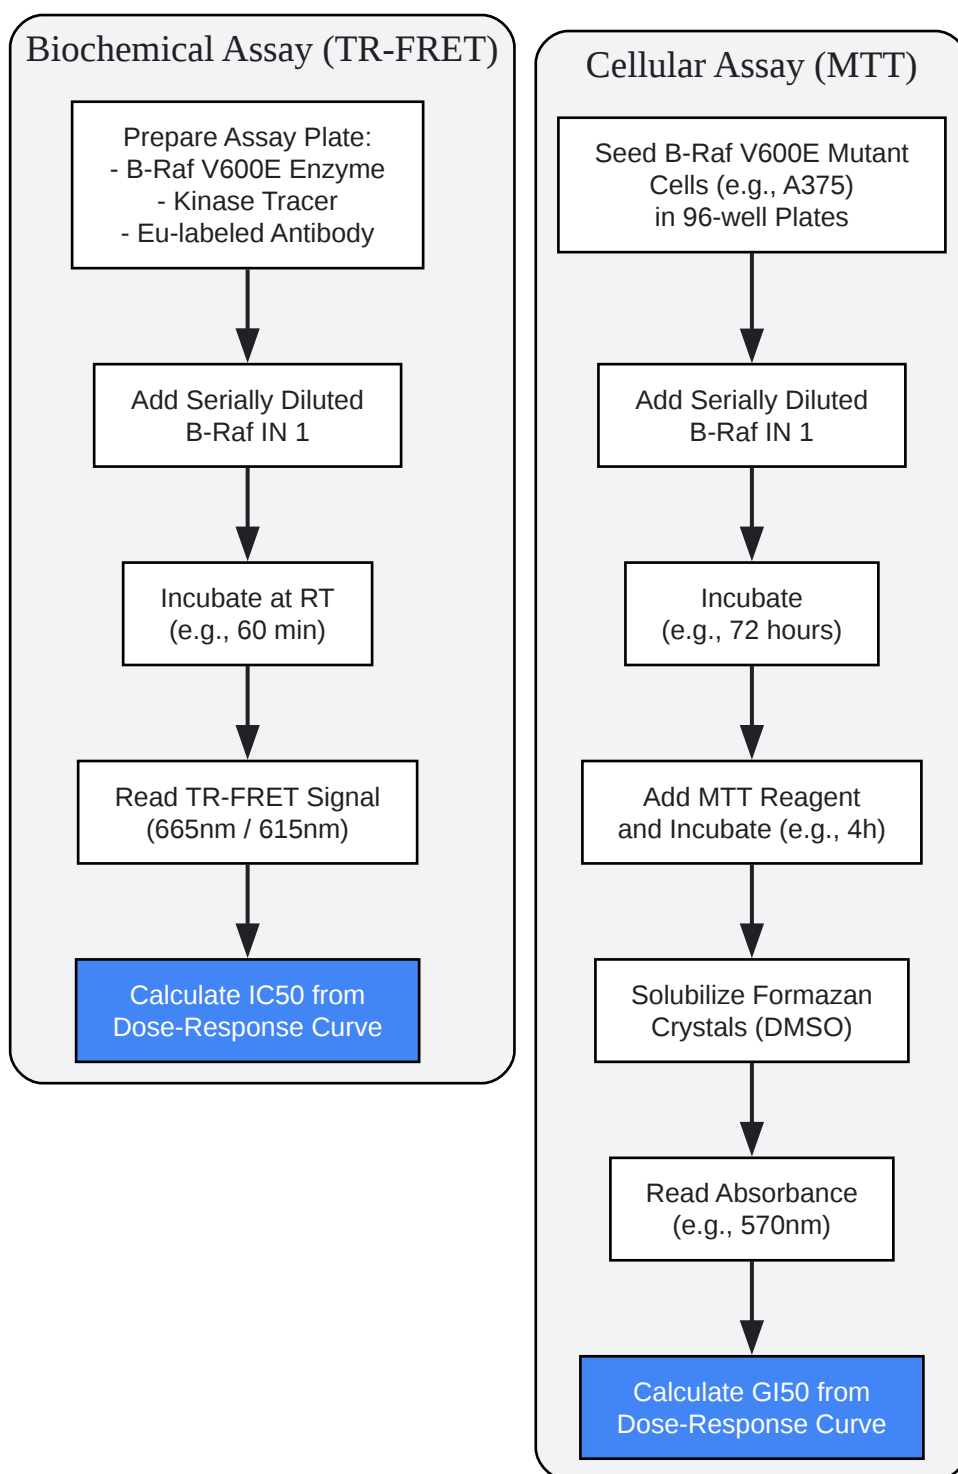 Biochemical Assay (TR-FRET)
Prepare Assay Plate:
- B-Raf V600E Enzyme
- Kinase Tracer
- Eu-labeled Antibody
Add Serially Diluted
B-Raf IN 1
Incubate at RT
(e.g., 60 min)
Read TR-FRET Signal
(665nm / 615nm)
Calculate IC50 from
Dose-Response Curve
Cellular Assay (MTT)
Seed B-Raf V600E Mutant
Cells (e.g., A375)
in 96-well Plates
Add Serially Diluted
B-Raf IN 1
Incubate
(e.g., 72 hours)
Add MTT Reagent
and Incubate (e.g., 4h)
Solubilize Formazan
Crystals (DMSO)
Read Absorbance
(e.g., 570nm)
Calculate GI50 from
Dose-Response Curve